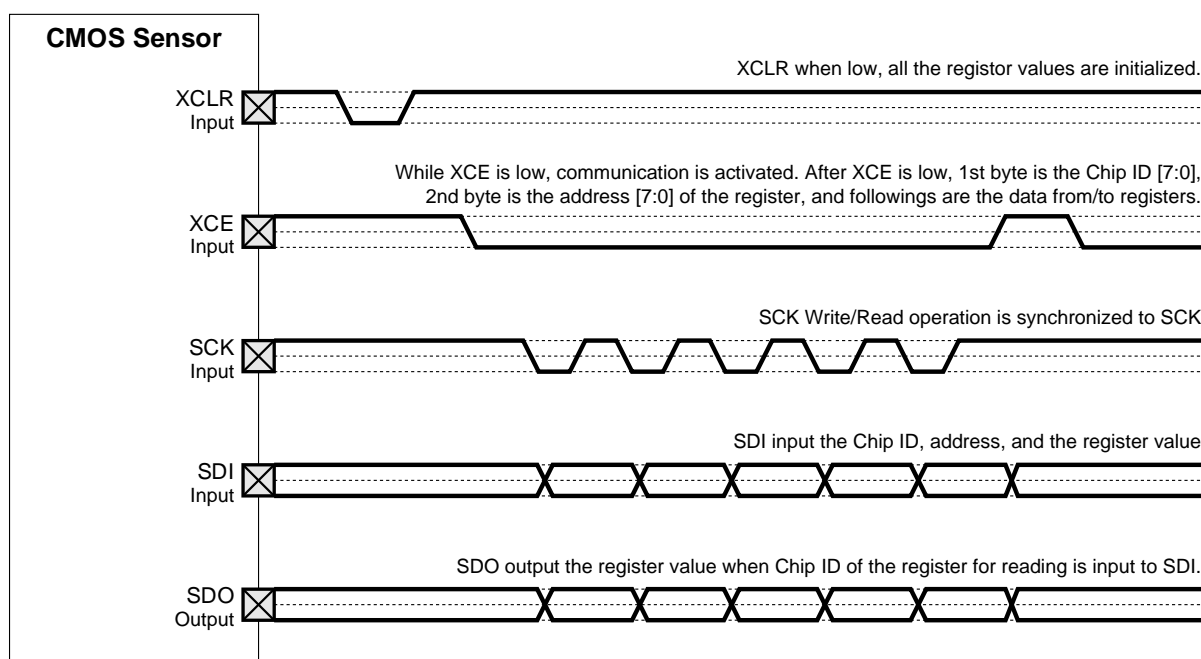 CMOS Sensor
XCLR when low, all the registor values are initialized.
XCLR
Input
While XCE is low, communication is activated. After XCE is low, 1st byte is the Chip ID [7:0],
2nd byte is the address [7:0] of the register, and followings are the data from/to registers.
XCE
Input
SCK Write/Read operation is synchronized to SCK
SCK
Input
SDI input the Chip ID, address, and the register value
SDI
Input
SDO output the register value when Chip ID of the register for reading is input to SDI.
SDO
Output